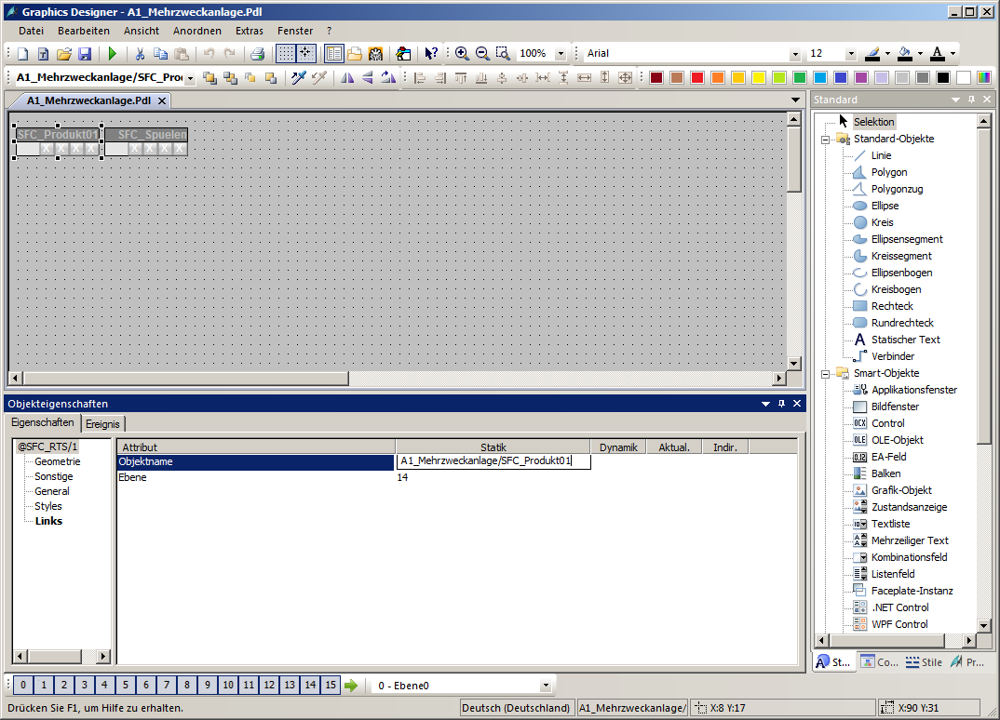 Graphics Designer - A1_Mehrzweckanlage.Pdl
Datei Bearbeiten Ansicht Anordnen Extras Fenster ?
100% Arial 12
A1_Mehrzweckanlage/SFC_Pro
A1_Mehrzweckanlage.Pdl
SFC_Produkt01 SFC_Spuelen
X X X X X X X X
Standard
Selektion
Standard-Objekte
Linie
Polygon
Polygonzug
Ellipse
Kreis
Ellipsensegment
Kreissegment
Ellipsenbogen
Kreisbogen
Rechteck
Rundrechteck
A Statischer Text
Verbinder
Smart-Objekte
Applikationsfenster
Bildfenster
OCX Control
OLE OLE-Objekt
0.12 EA-Feld
Balken
Grafik-Objekt
Zustandsanzeige
Textliste
Mehrzeiliger Text
Kombinationsfeld
Listenfeld
Faceplate-Instanz
.NET Control
WPF Control
St... Co... Stile Pr...
Objekteigenschaften
Eigenschaften Ereignis
@SFC_RTS/1
Geometrie
Sonstige
General
Styles
Links
Attribut Statik Dynamik Aktual. Indir.
Objektname A1_Mehrzweckanlage/SFC_Produkt01
Ebene 14
0 1 2 3 4 5 6 7 8 9 10 11 12 13 14 15 0 - Ebene0
Drücken Sie F1, um Hilfe zu erhalten. Deutsch (Deutschland) A1_Mehrzweckanlage/ X:8 Y:17 X:90 Y:31